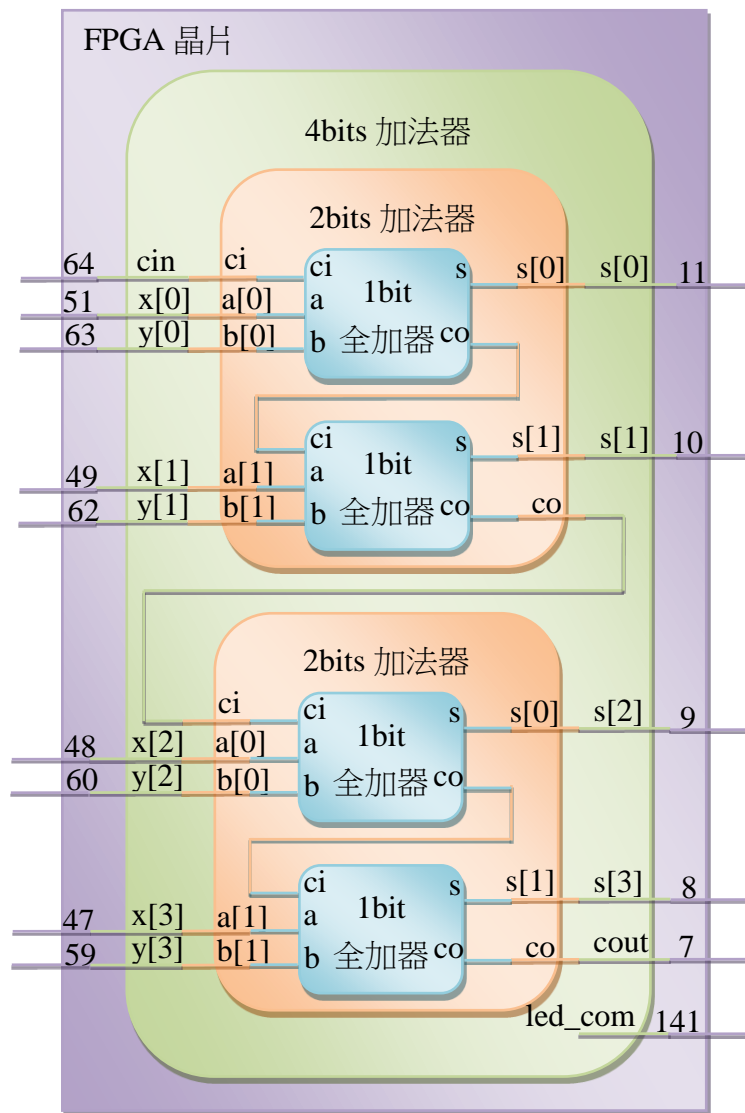 FPGA 晶片
4bits 加法器
2bits 加法器
64 cin ci ci s s[0] s[0] 11
51 x[0] a[0] a 1bit
63 y[0] b[0] b 全加器 co
ci s s[1] s[1] 10
49 x[1] a[1] a 1bit
62 y[1] b[1] b 全加器 co co
2bits 加法器
ci ci s s[0] s[2] 9
48 x[2] a[0] a 1bit
60 y[2] b[0] b 全加器 co
ci s s[1] s[3] 8
47 x[3] a[1] a 1bit
59 y[3] b[1] b 全加器 co co cout 7
led_com 141